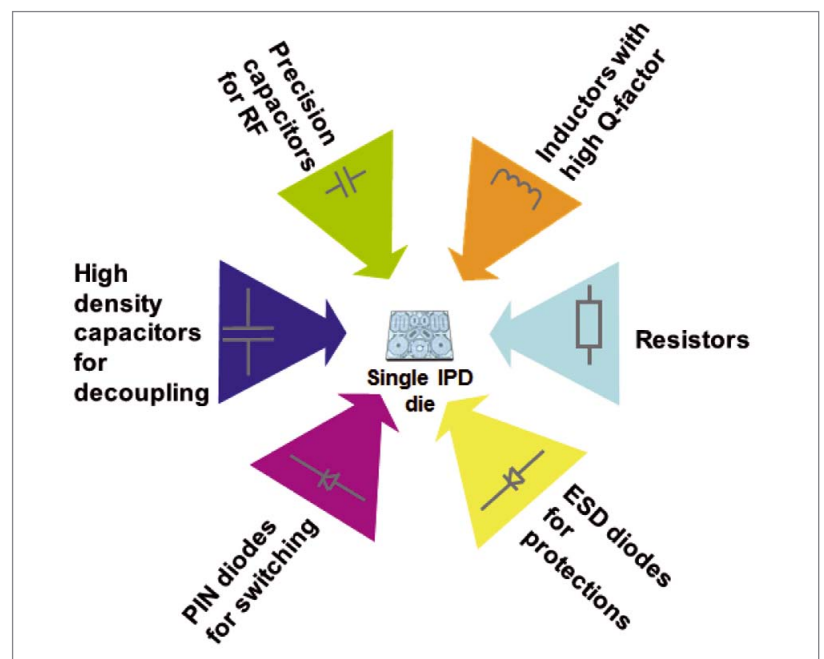 Precision
capacitors
for RF
Inductors with
high Q-factor
High
density
capacitors
for
decoupling
Resistors
Single IPD
die
PIN diodes
for switching
ESD diodes
for
protections